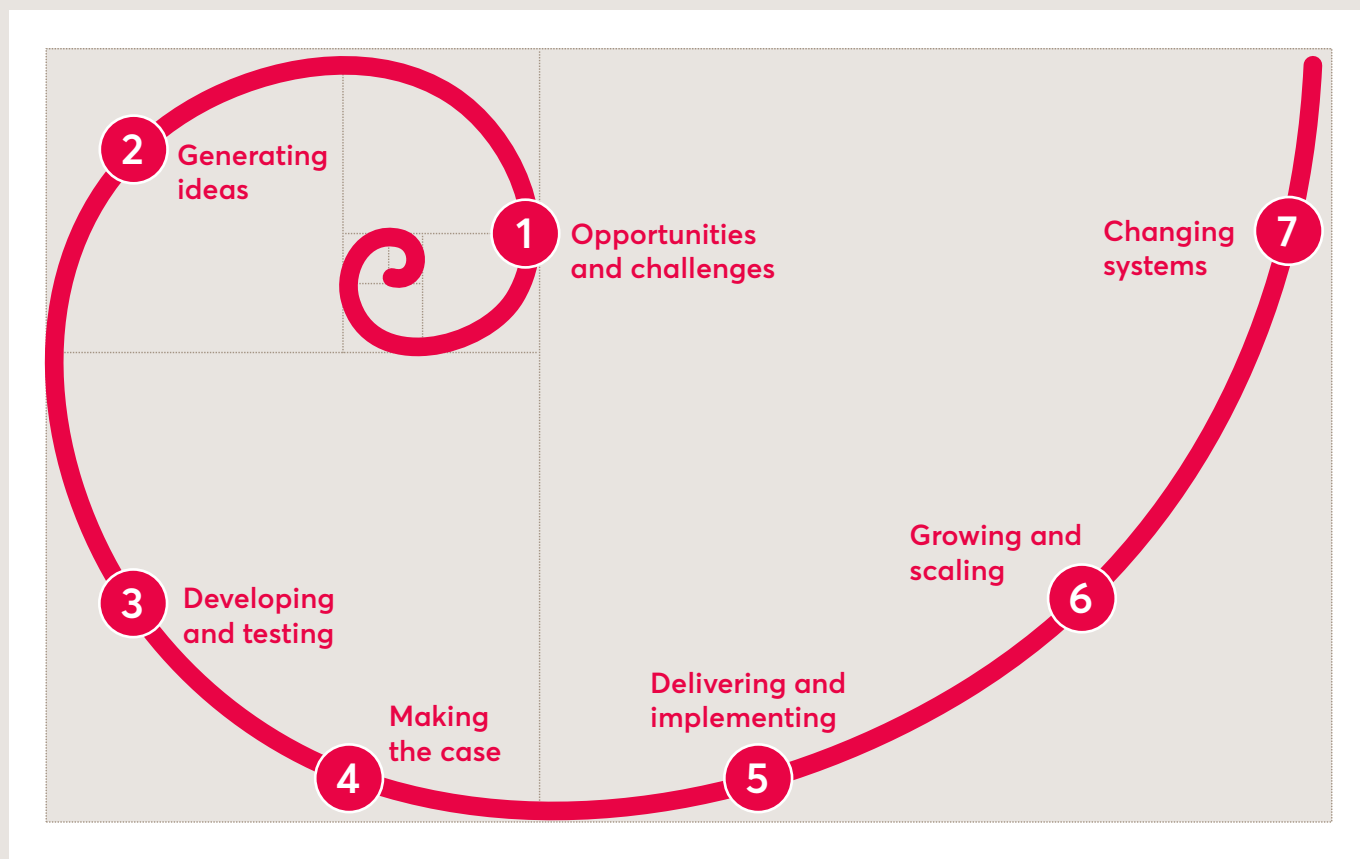 1
Opportunities
and challenges
2
Generating
ideas
3
Developing
and testing
4
Making
the case
5
Delivering and
implementing
6
Growing and
scaling
7
Changing
systems